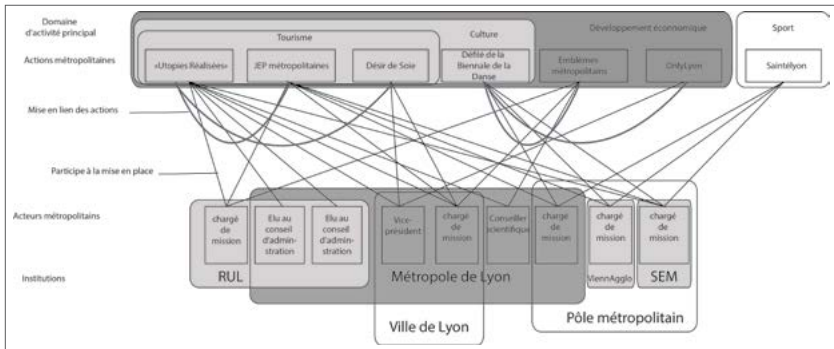 Domaine
d'activité principal
Développement économique
Culture
Sport
Tourisme
Actions métropolitaines
«Utopies Réalisées»
JEP métropolitaines
Désir de Soie
Défilé de la
Biennale de la
Danse
Emblèmes
métropolitains
OnlyLyon
Saintélyon
Mise en lien des actions
Participe à la mise en place
Acteurs métropolitains
chargé
de
mission
Elu au
conseil
d'admin-
stration
Elu au
conseil
d'admin-
stration
Vice-
président
chargé
de
mission
Conseiller
scientifique
chargé
de
mission
chargé
de
mission
chargé
de
mission
Institutions
RUL
Métropole de Lyon
ViennAgglo
SEM
Ville de Lyon
Pôle métropolitain